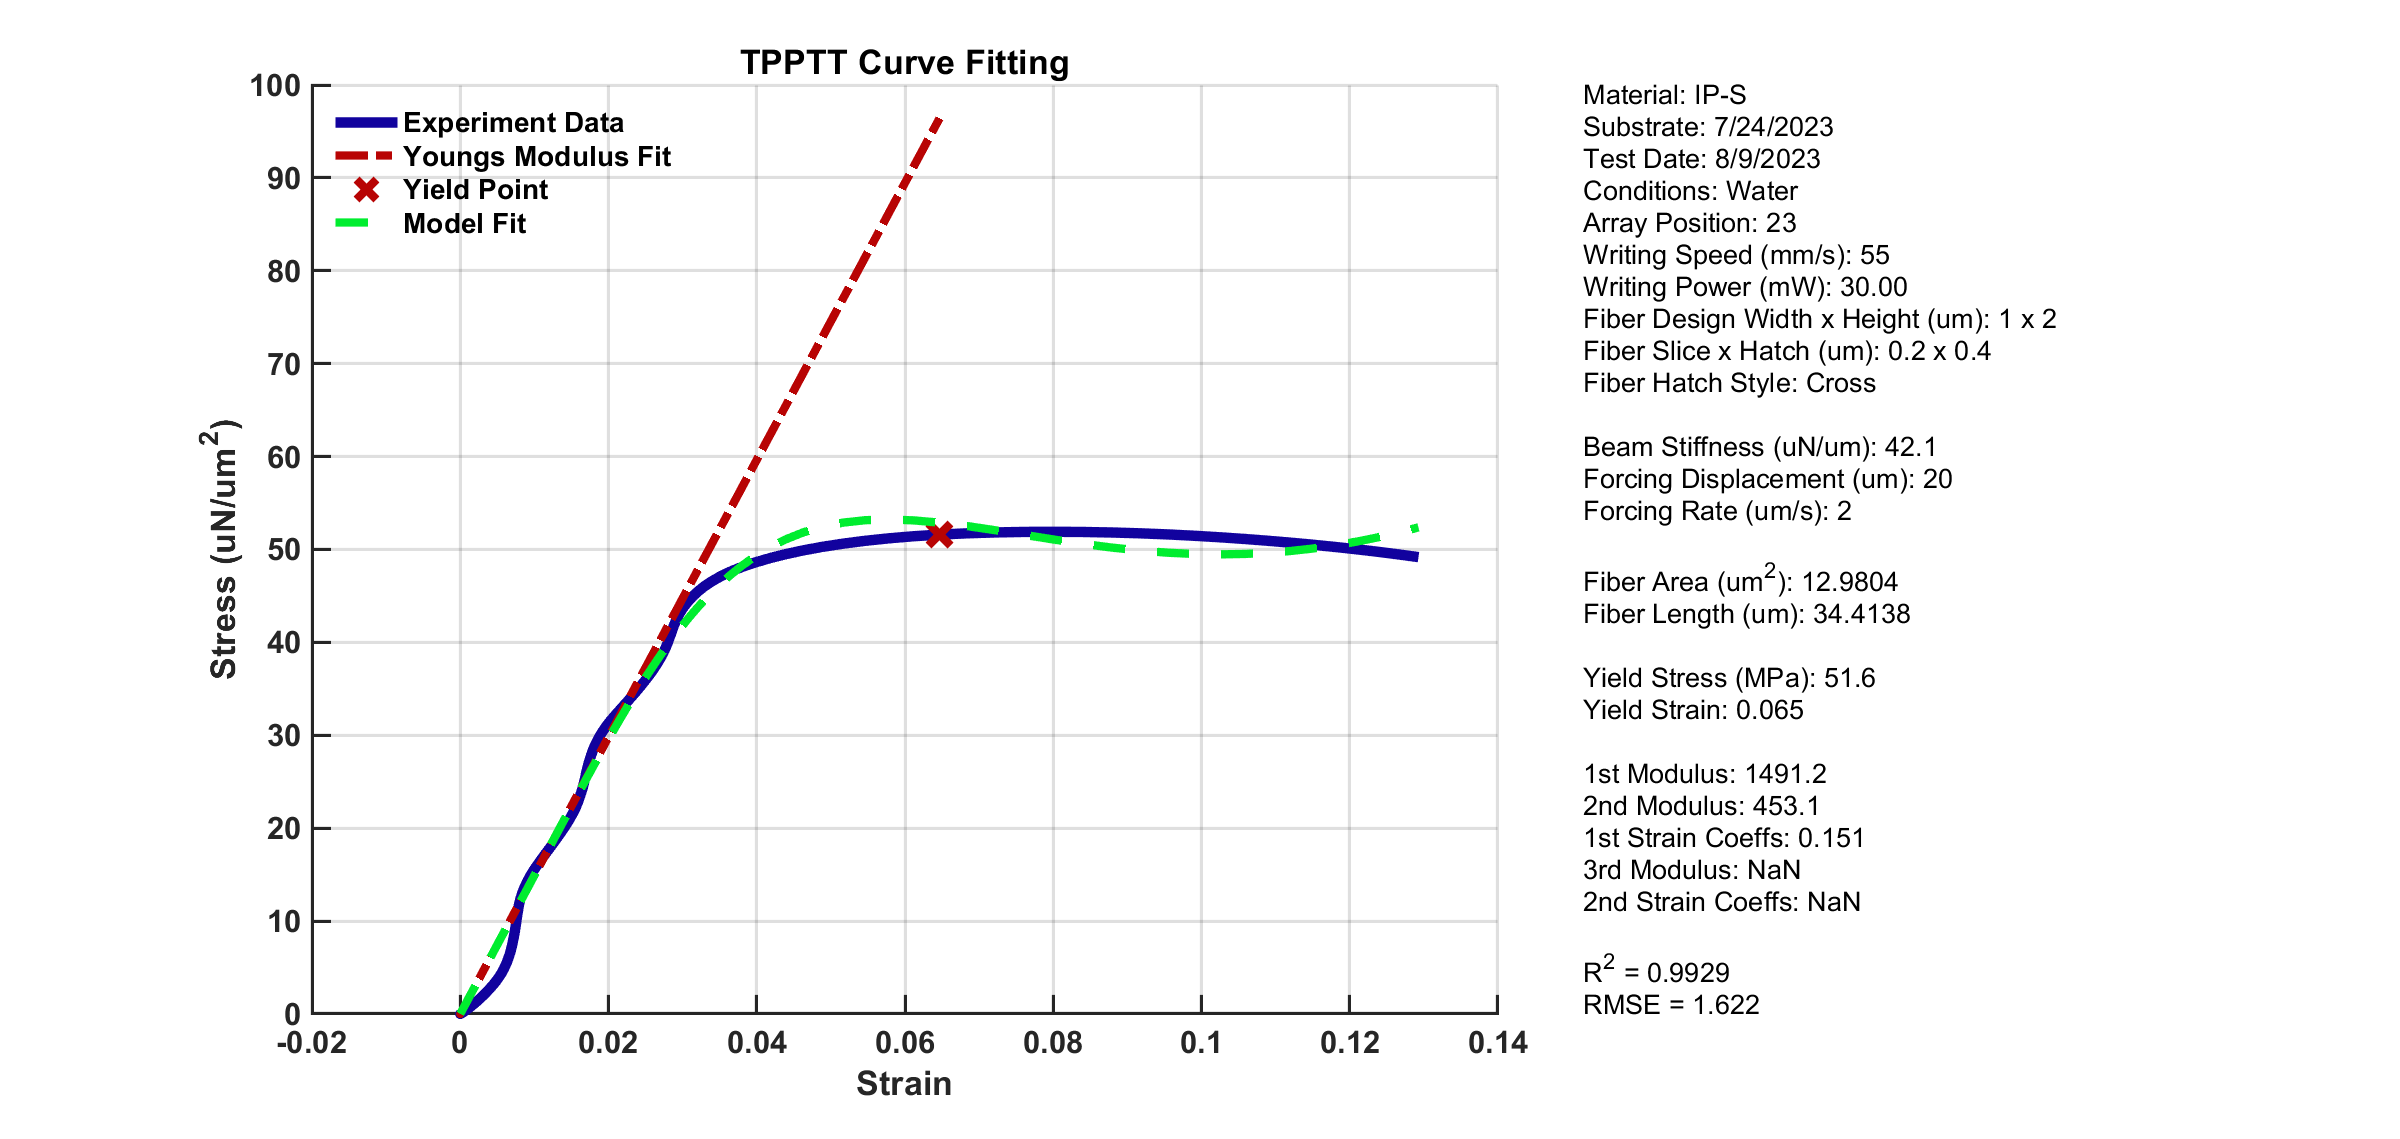 TPPTT Curve Fitting
100
90
80
70
60
50
40
30
20
10
0
Stress (uN/um²)
Experiment Data
Youngs Modulus Fit
Yield Point
Model Fit
-0.02
0
0.02
0.04
0.06
0.08
0.1
0.12
0.14
Strain
Material: IP-S
Substrate: 7/24/2023
Test Date: 8/9/2023
Conditions: Water
Array Position: 23
Writing Speed (mm/s): 55
Writing Power (mW): 30.00
Fiber Design Width x Height (um): 1 x 2
Fiber Slice x Hatch (um): 0.2 x 0.4
Fiber Hatch Style: Cross
Beam Stiffness (uN/um): 42.1
Forcing Displacement (um): 20
Forcing Rate (um/s): 2
Fiber Area (um²): 12.9804
Fiber Length (um): 34.4138
Yield Stress (MPa): 51.6
Yield Strain: 0.065
1st Modulus: 1491.2
2nd Modulus: 453.1
1st Strain Coeffs: 0.151
3rd Modulus: NaN
2nd Strain Coeffs: NaN
R² = 0.9929
RMSE = 1.622